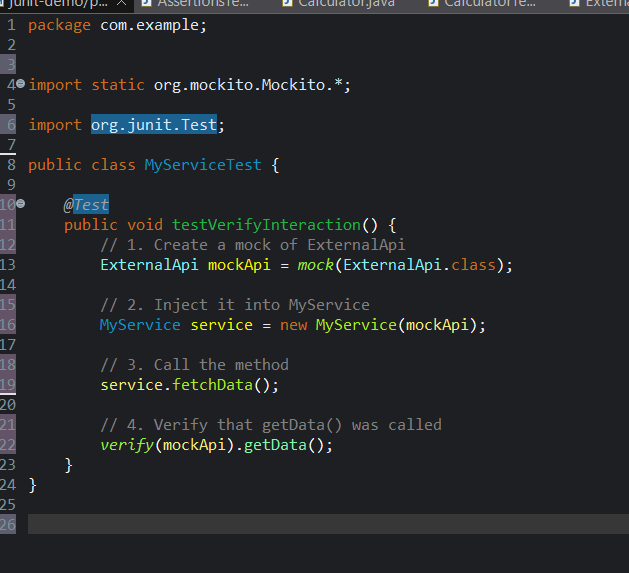 junit-demo/p... AssertionsTe... Calculator.java CalculatorTe... Extern
1 package com.example;
2
3
4 import static org.mockito.Mockito.*;
5
6 import org.junit.Test;
7
8 public class MyServiceTest {
9
10 @Test
11 public void testVerifyInteraction() {
12 // 1. Create a mock of ExternalApi
13 ExternalApi mockApi = mock(ExternalApi.class);
14
15 // 2. Inject it into MyService
16 MyService service = new MyService(mockApi);
17
18 // 3. Call the method
19 service.fetchData();
20
21 // 4. Verify that getData() was called
22 verify(mockApi).getData();
23 }
24 }
25
26